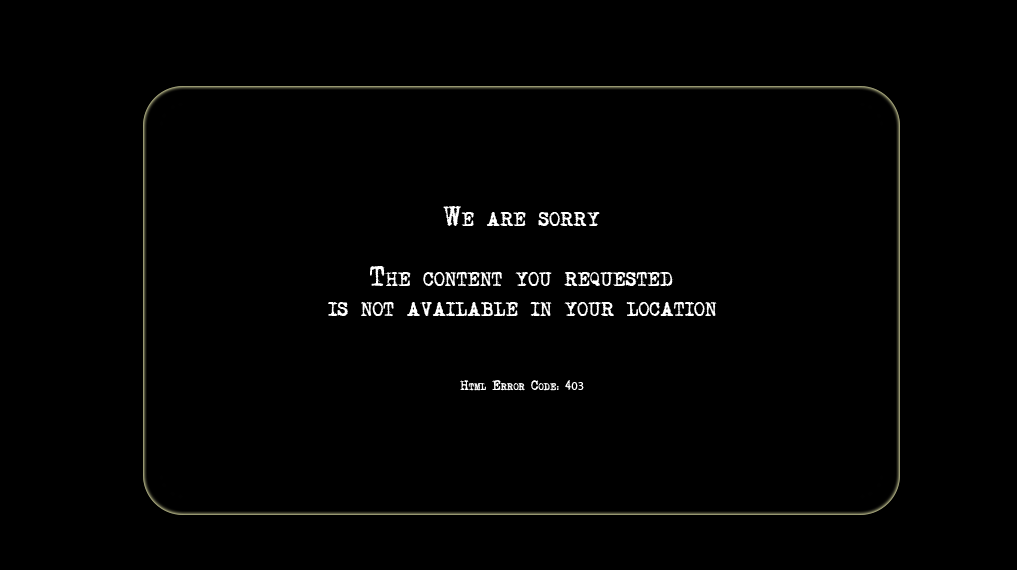 We are sorry
The content you requested
is not available in your location
Html Error Code: 403